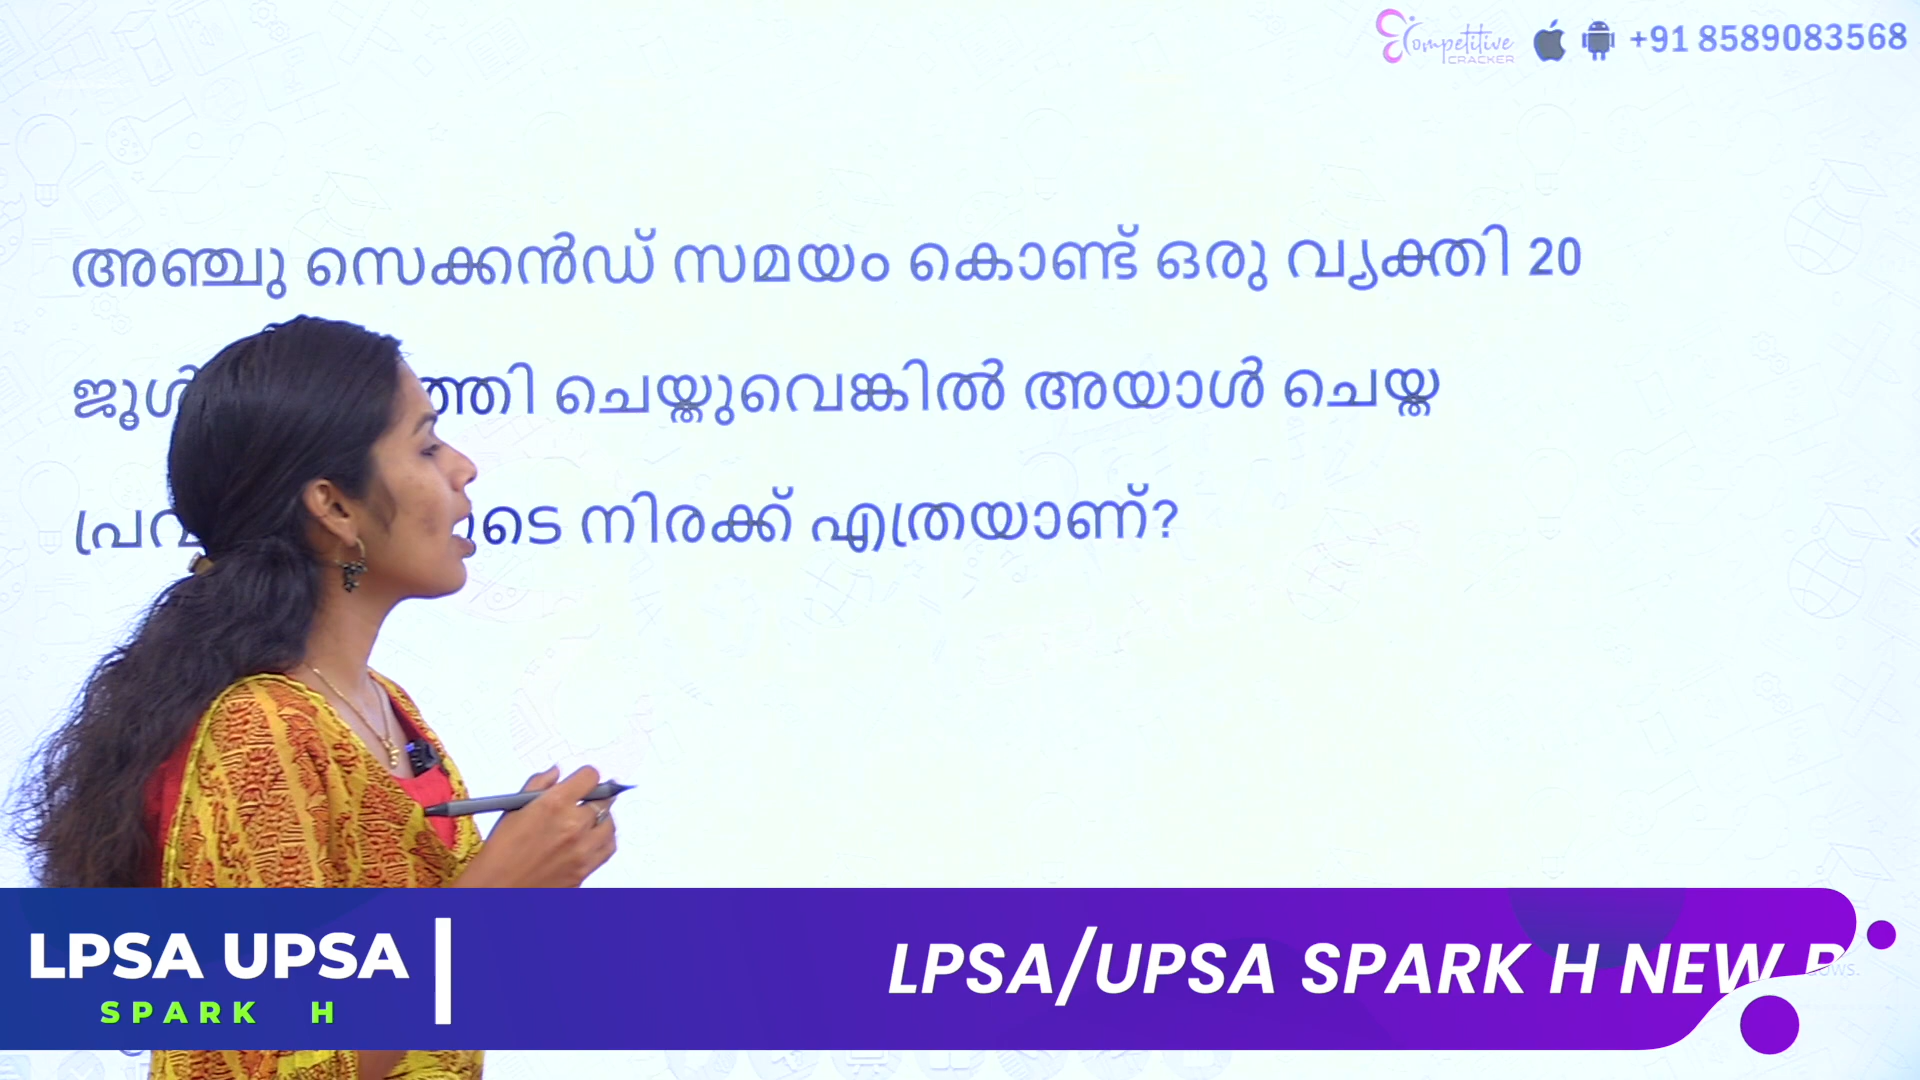 Competitive CRACKER +91 8589083568
അഞ്ചു സെക്കൻഡ് സമയം കൊണ്ട് ഒരു വ്യക്തി 20
ചെയ്തുവെങ്കിൽ അയാൾ ചെയ്ത
നിരക്ക് എത്രയാണ്?
LPSA UPSA
SPARK H
LPSA/UPSA SPARK H NEW